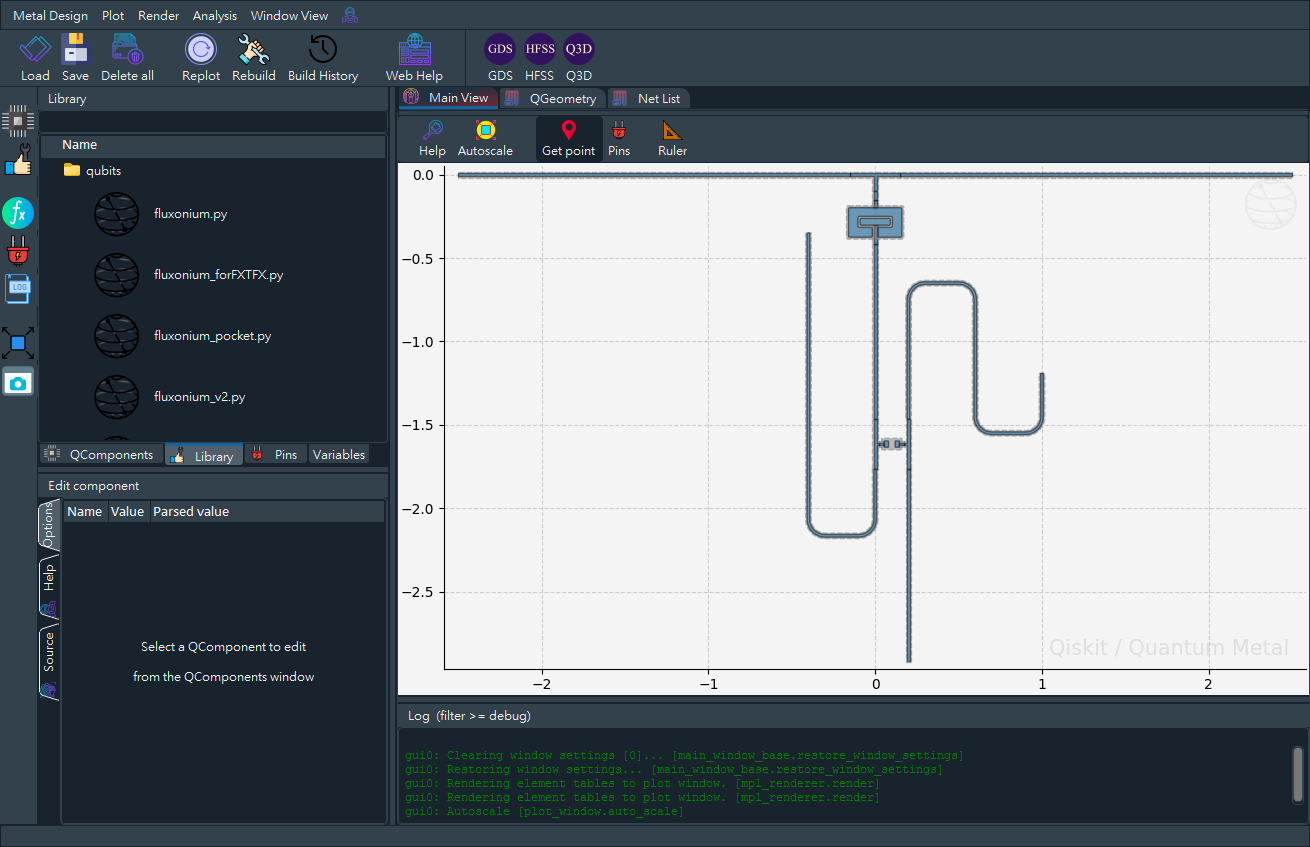 Metal Design Plot Render Analysis Window View
Load Save Delete all Replot Rebuild Build History Web Help GDS HFSS Q3D
GDS HFSS Q3D
Library
Name
qubits
fluxonium.py
fluxonium_forFXTFX.py
fluxonium_pocket.py
fluxonium_v2.py
QComponents Library Pins Variables
Edit component
Options
Help
Source
Name Value Parsed value
Select a QComponent to edit
from the QComponents window
fx
LOG
Main View QGeometry Net List
Help Autoscale Get point Pins Ruler
0.0
−0.5
−1.0
−1.5
−2.0
−2.5
−2 −1 0 1 2
Qiskit / Quantum Metal
Log (filter >= debug)
gui0: Clearing window settings [0]... [main_window_base.restore_window_settings]
gui0: Restoring window settings... [main_window_base.restore_window_settings]
gui0: Rendering element tables to plot window. [mpl_renderer.render]
gui0: Rendering element tables to plot window. [mpl_renderer.render]
gui0: Autoscale [plot_window.auto_scale]